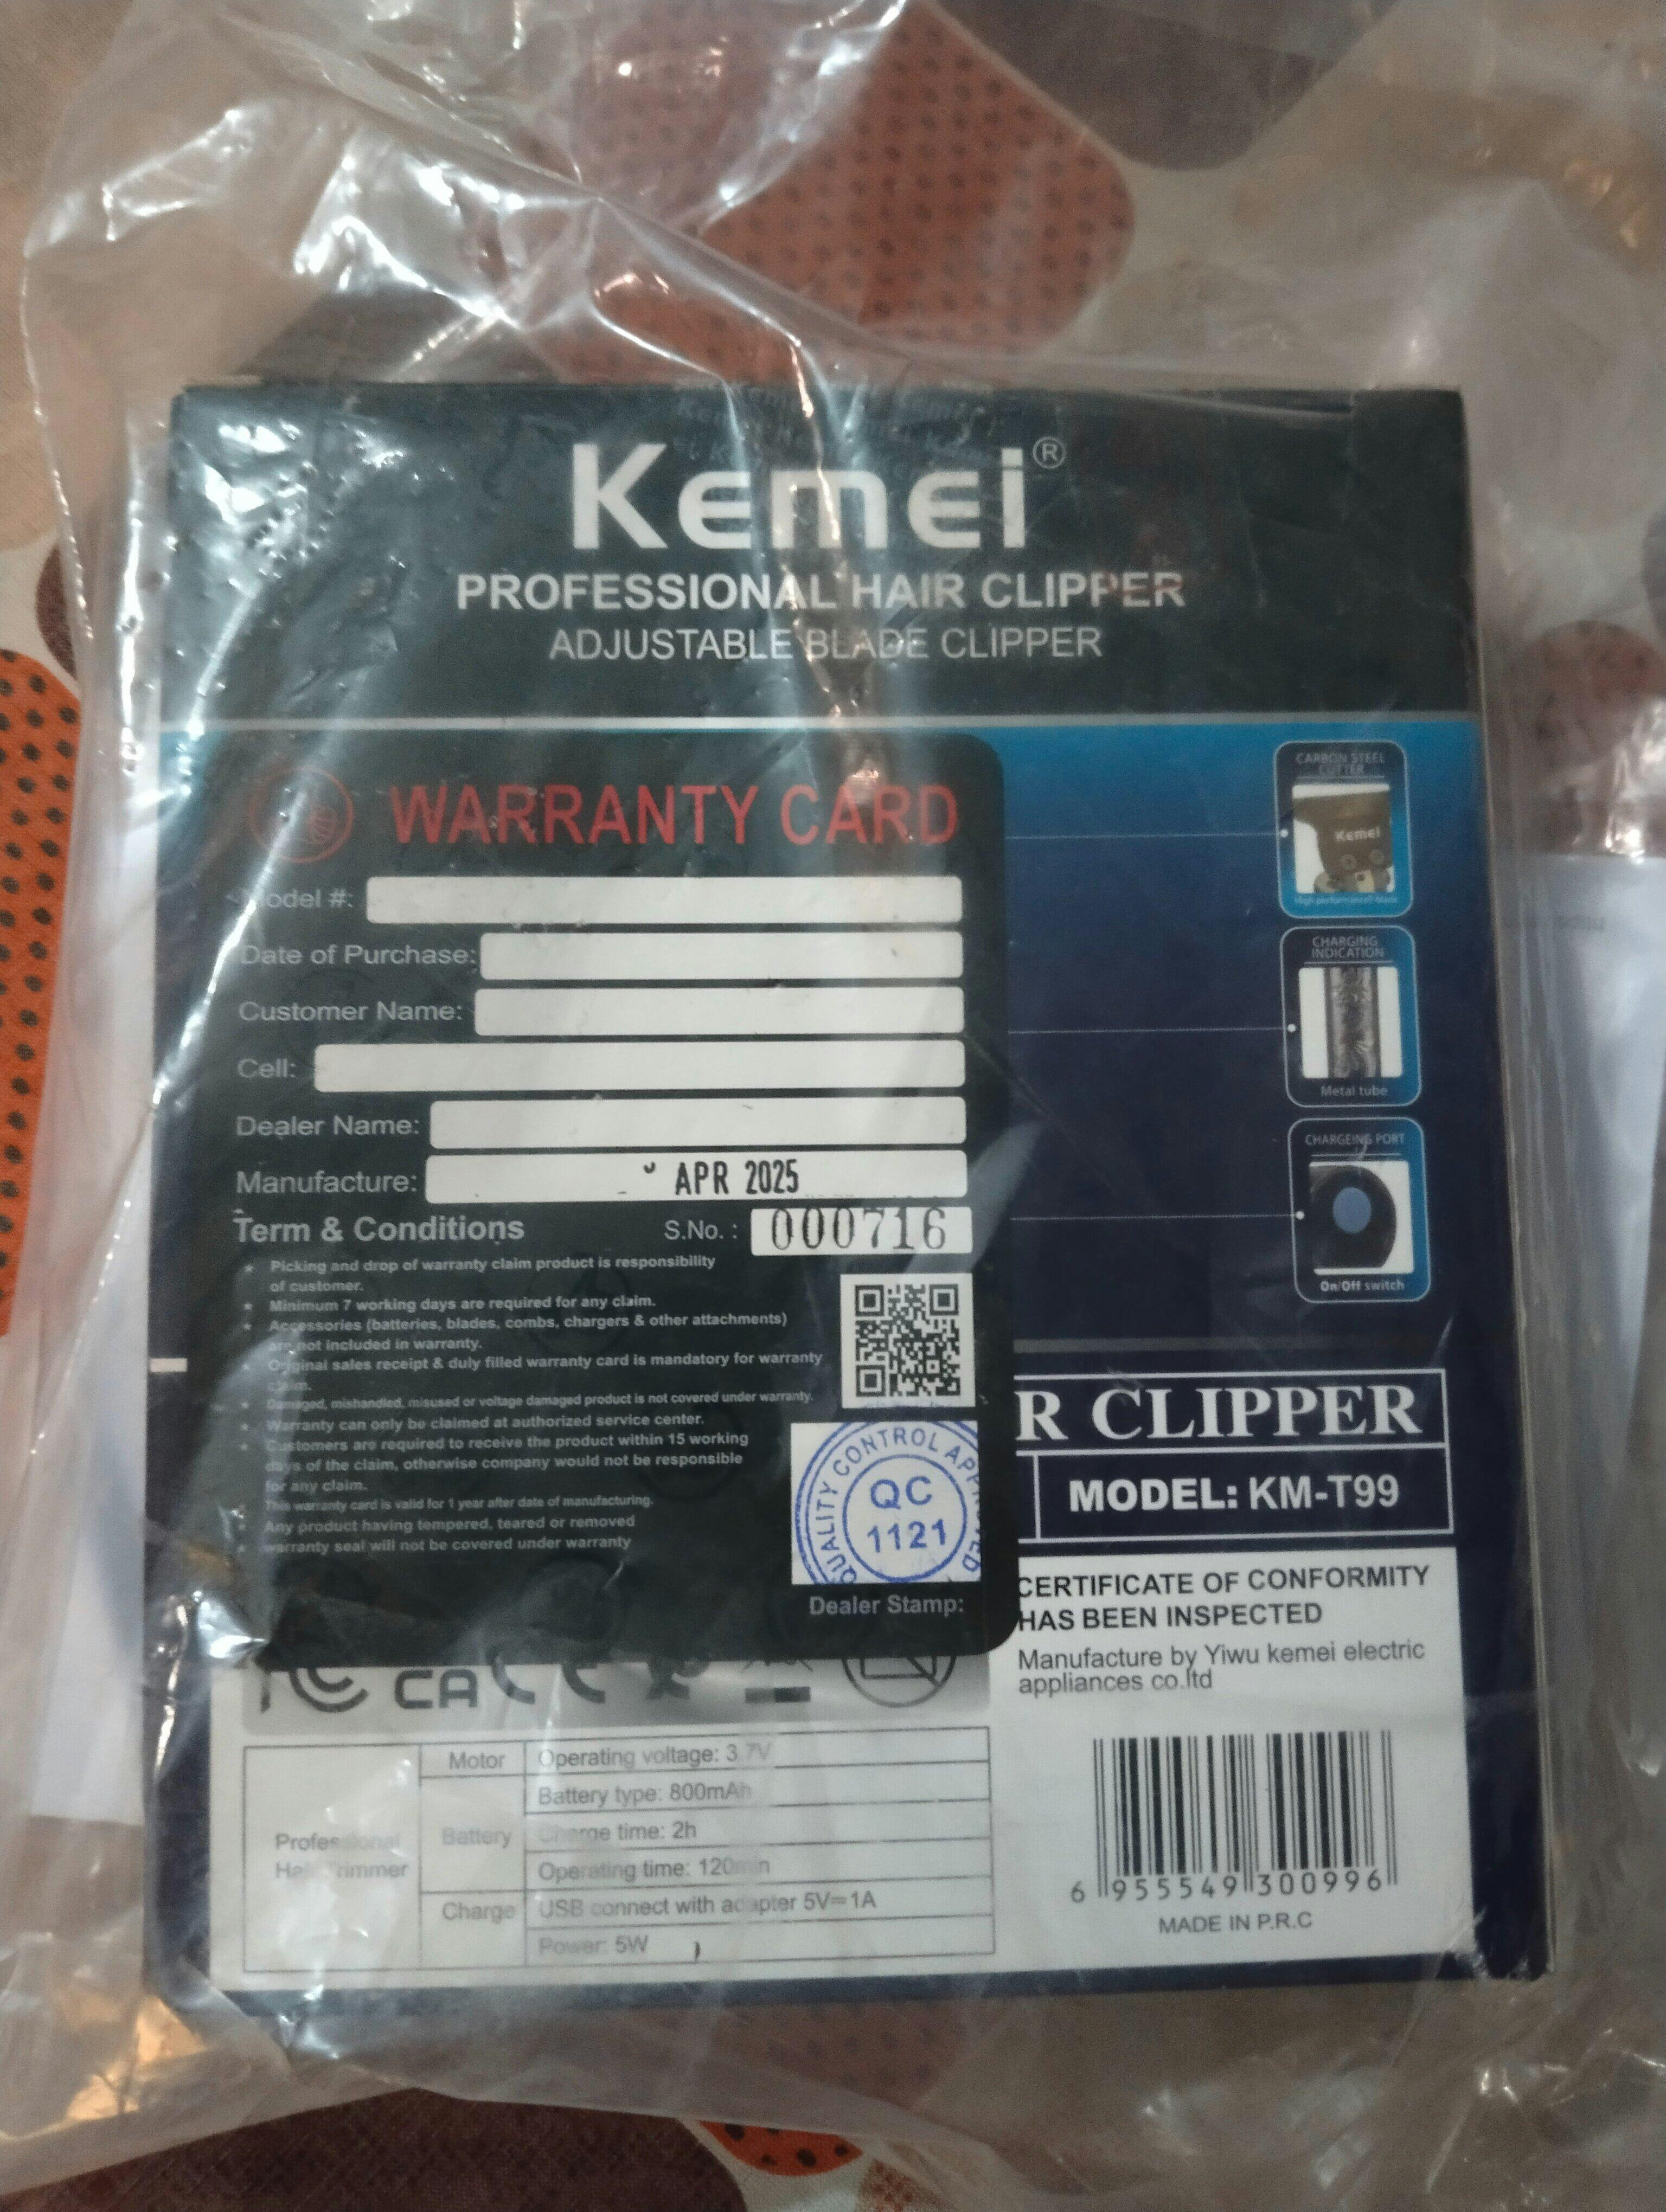 Kemei®
PROFESSIONAL HAIR CLIPPER
ADJUSTABLE BLADE CLIPPER
WARRANTY CARD
Model #:
Date of Purchase:
Customer Name:
Cell:
Dealer Name:
Manufacture: APR 2025
Term & Conditions
S.No. : 000716
Picking and drop of warranty claim product is responsibility
of customer.
Minimum 7 working days are required for any claim.
Accessories (batteries, blades, combs, chargers & other attachments)
are not included in warranty.
Original sales receipt & duly filled warranty card is mandatory for warranty
claim.
Damaged, mishandled, misused or voltage damaged product is not covered under warranty.
Warranty can only be claimed at authorized service center.
Customers are required to receive the product within 15 working
days of the claim, otherwise company would not be responsible
for any claim.
This warranty card is valid for 1 year after date of manufacturing.
Any product having tempered, teared or removed
warranty seal will not be covered under warranty
QUALITY CONTROL APPROVED
QC
1121
Dealer Stamp:
CARBON STEEL
CUTTER
Kemei
High performance
CHARGING
INDICATION
Metal tube
CHARGEING PORT
On/Off switch
R CLIPPER
MODEL: KM-T99
CERTIFICATE OF CONFORMITY
HAS BEEN INSPECTED
Manufacture by Yiwu kemei electric
appliances co.ltd
CA CE
Professional
Hair Trimmer
Motor
Operating voltage: 3.7V
Battery
Battery type: 800mAh
Charge time: 2h
Operating time: 120min
Charge
USB connect with adapter 5V=1A
Power: 5W
6 955549 300996
MADE IN P.R.C